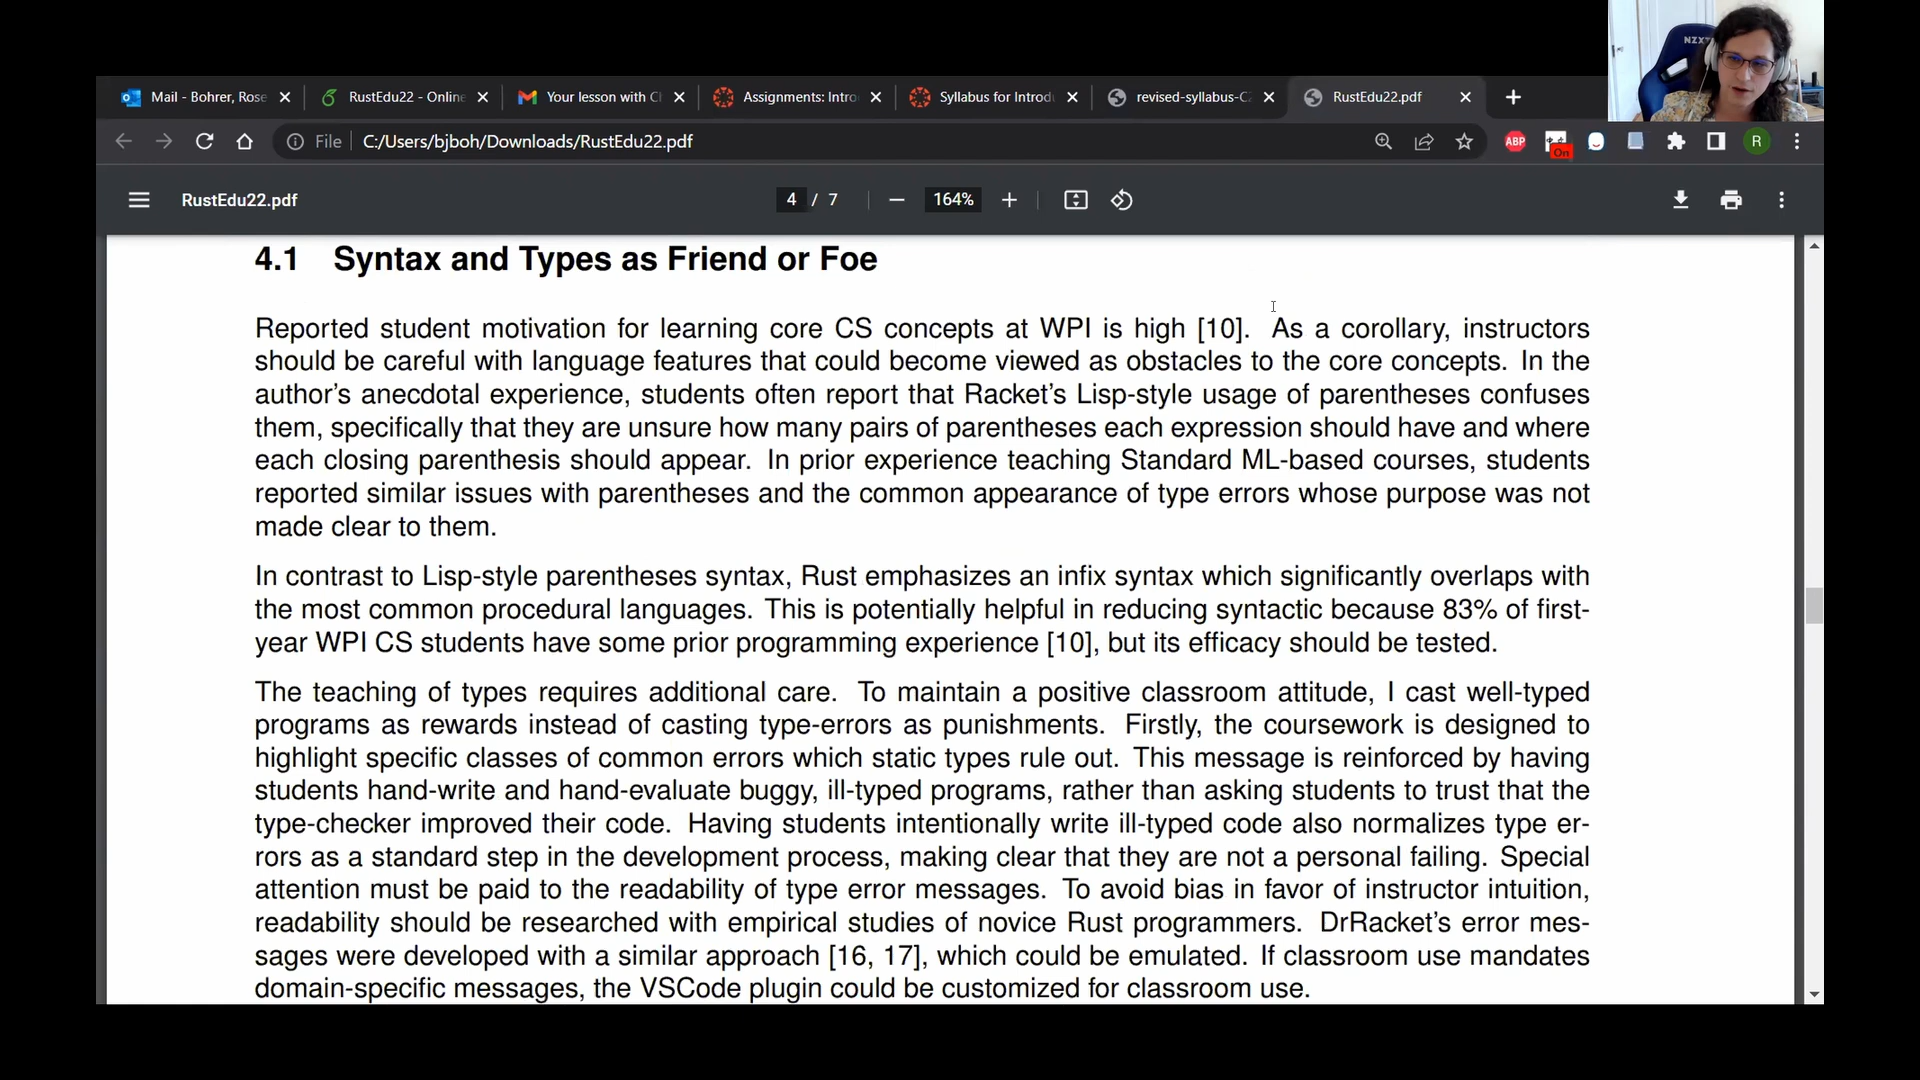 NZXT
Mail - Bohrer, Rose
RustEdu22 - Online
Your lesson with Ch
Assignments: Intro
Syllabus for Introdu
revised-syllabus-C2
RustEdu22.pdf
File
C:/Users/bjboh/Downloads/RustEdu22.pdf
ABP
On
R
RustEdu22.pdf
4 / 7
164%
4.1 Syntax and Types as Friend or Foe
Reported student motivation for learning core CS concepts at WPI is high [10]. As a corollary, instructors
should be careful with language features that could become viewed as obstacles to the core concepts. In the
author's anecdotal experience, students often report that Racket's Lisp-style usage of parentheses confuses
them, specifically that they are unsure how many pairs of parentheses each expression should have and where
each closing parenthesis should appear. In prior experience teaching Standard ML-based courses, students
reported similar issues with parentheses and the common appearance of type errors whose purpose was not
made clear to them.
In contrast to Lisp-style parentheses syntax, Rust emphasizes an infix syntax which significantly overlaps with
the most common procedural languages. This is potentially helpful in reducing syntactic because 83% of first-
year WPI CS students have some prior programming experience [10], but its efficacy should be tested.
The teaching of types requires additional care. To maintain a positive classroom attitude, I cast well-typed
programs as rewards instead of casting type-errors as punishments. Firstly, the coursework is designed to
highlight specific classes of common errors which static types rule out. This message is reinforced by having
students hand-write and hand-evaluate buggy, ill-typed programs, rather than asking students to trust that the
type-checker improved their code. Having students intentionally write ill-typed code also normalizes type er-
rors as a standard step in the development process, making clear that they are not a personal failing. Special
attention must be paid to the readability of type error messages. To avoid bias in favor of instructor intuition,
readability should be researched with empirical studies of novice Rust programmers. DrRacket's error mes-
sages were developed with a similar approach [16, 17], which could be emulated. If classroom use mandates
domain-specific messages, the VSCode plugin could be customized for classroom use.